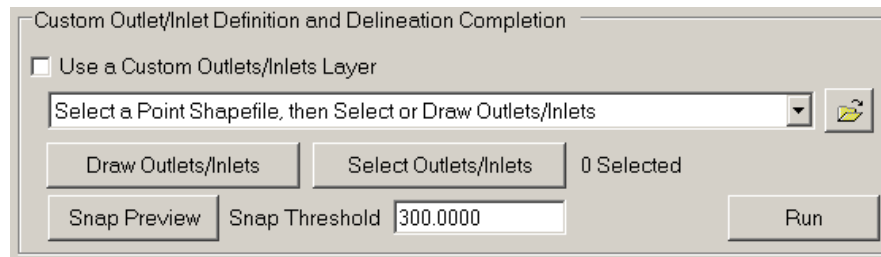 Custom Outlet/Inlet Definition and Delineation Completion
Use a Custom Outlets/Inlets Layer
Select a Point Shapefile, then Select or Draw Outlets/Inlets
Draw Outlets/Inlets Select Outlets/Inlets 0 Selected
Snap Preview Snap Threshold 300.0000 Run